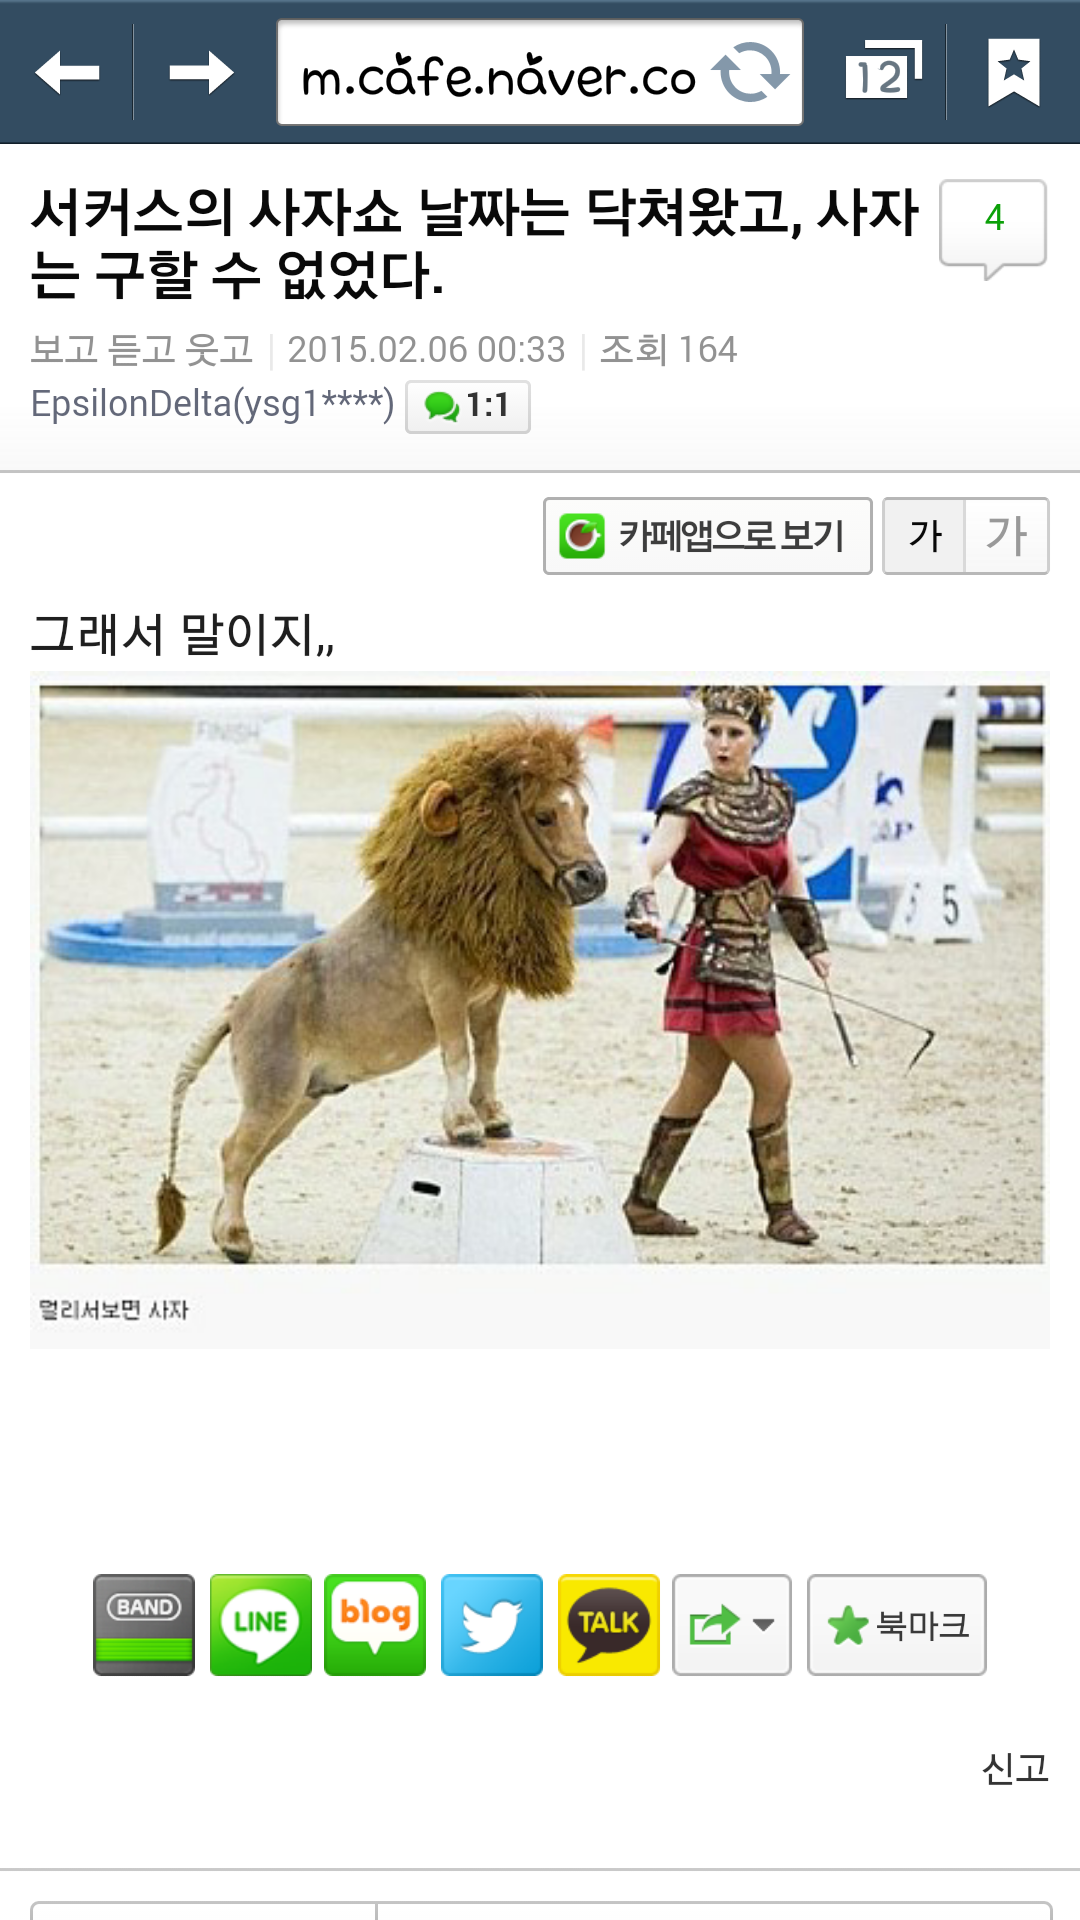 m.cafe.naver.co
12
서커스의 사자쇼 날짜는 닥쳐왔고, 사자
는 구할 수 없었다.
4
보고 듣고 웃고 | 2015.02.06 00:33 | 조회 164
EpsilonDelta(ysg1****) 1:1
카페앱으로 보기 가 가
그래서 말이지,,
FINISH
5 5
멀리서보면 사자
BAND LINE blog TALK 북마크
신고